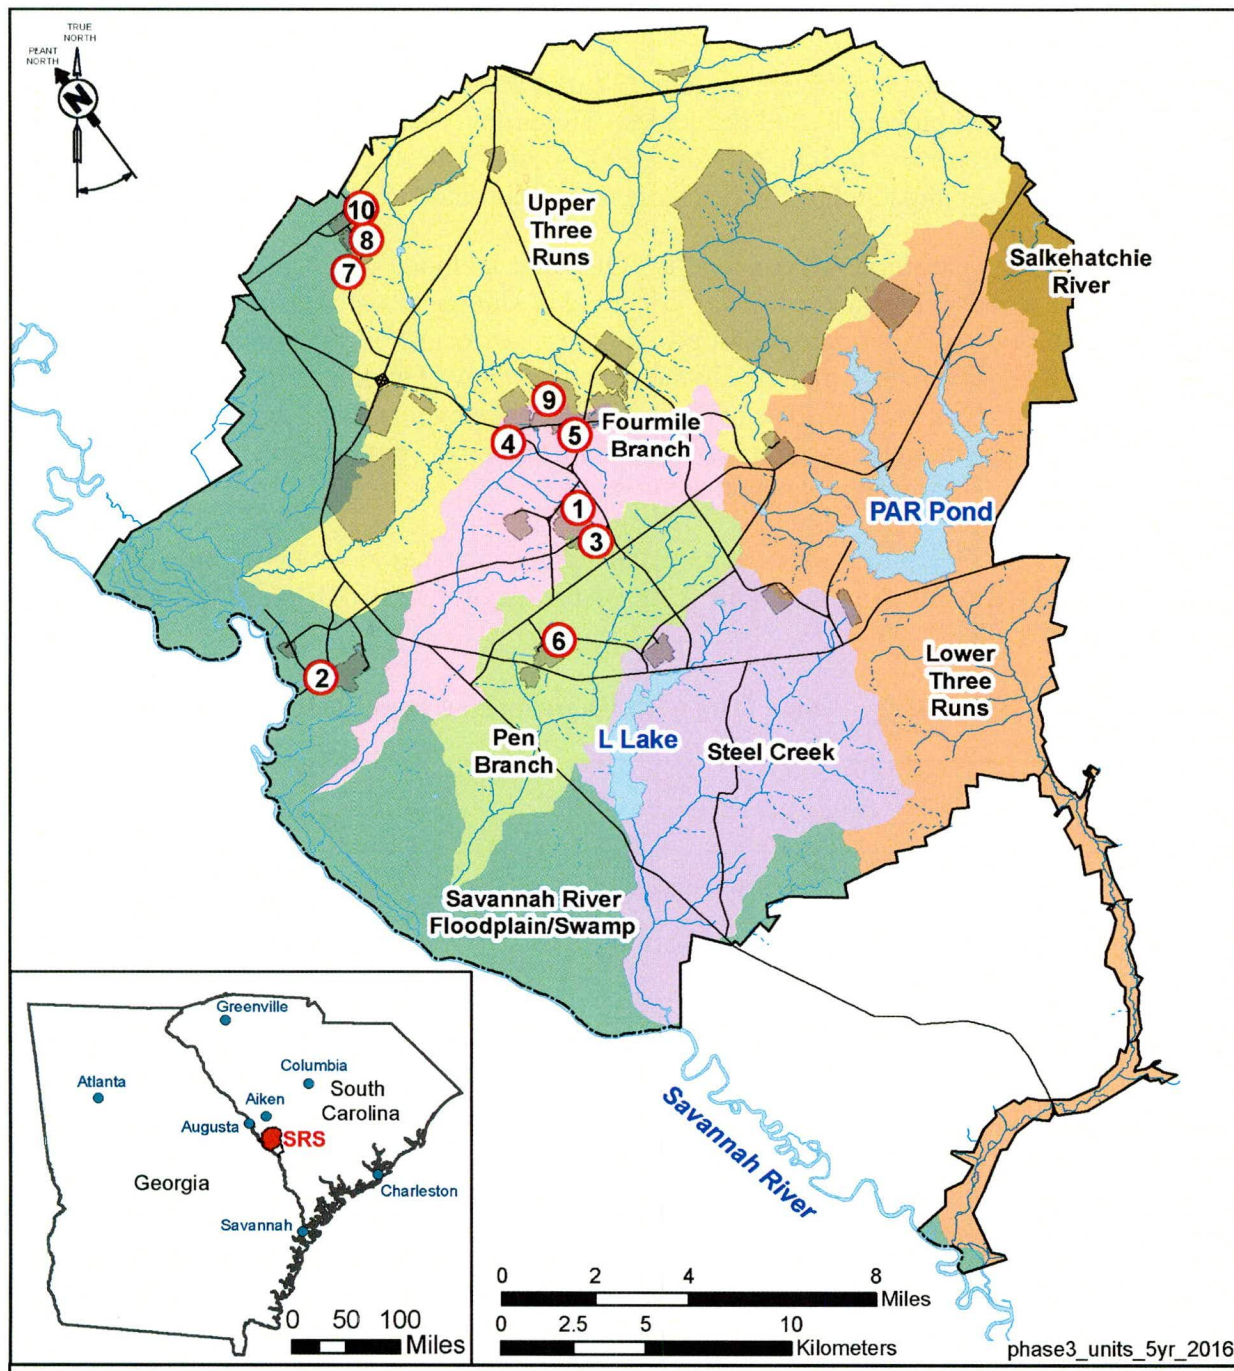 TRUE
NORTH
PLANT
NORTH
N
10
8
7
Upper
Three
Runs
Salkehatchie
River
9
4
5
Fourmile
Branch
1
3
PAR Pond
6
2
Lower
Three
Runs
Pen
Branch
L Lake
Steel Creek
Savannah River
Floodplain/Swamp
Savannah River
Greenville
Columbia
Atlanta
South
Carolina
Aiken
Augusta
SRS
Georgia
Charleston
Savannah
0 50 100
Miles
0 2 4 8
Miles
0 2.5 5 10
Kilometers
phase3_units_5yr_2016